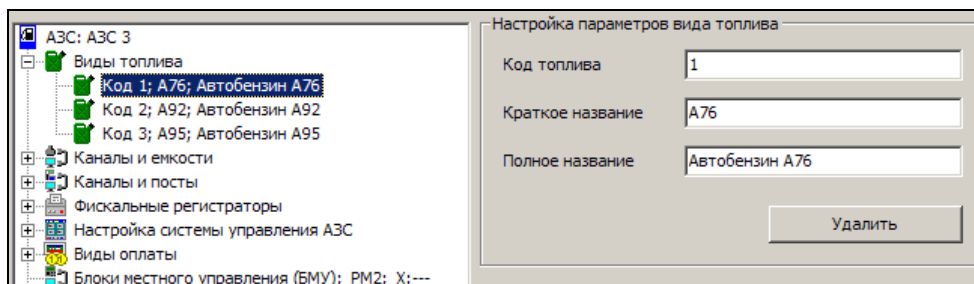 АЗС: АЗС 3
Виды топлива
Код 1; А76; Автобензин А76
Код 2; А92; Автобензин А92
Код 3; А95; Автобензин А95
Каналы и емкости
Каналы и посты
Фискальные регистраторы
Настройка системы управления АЗС
Виды оплаты
Блоки местного управления (БМУ); РМ2; X:---
Настройка параметров вида топлива
Код топлива
1
Краткое название
А76
Полное название
Автобензин А76
Удалить